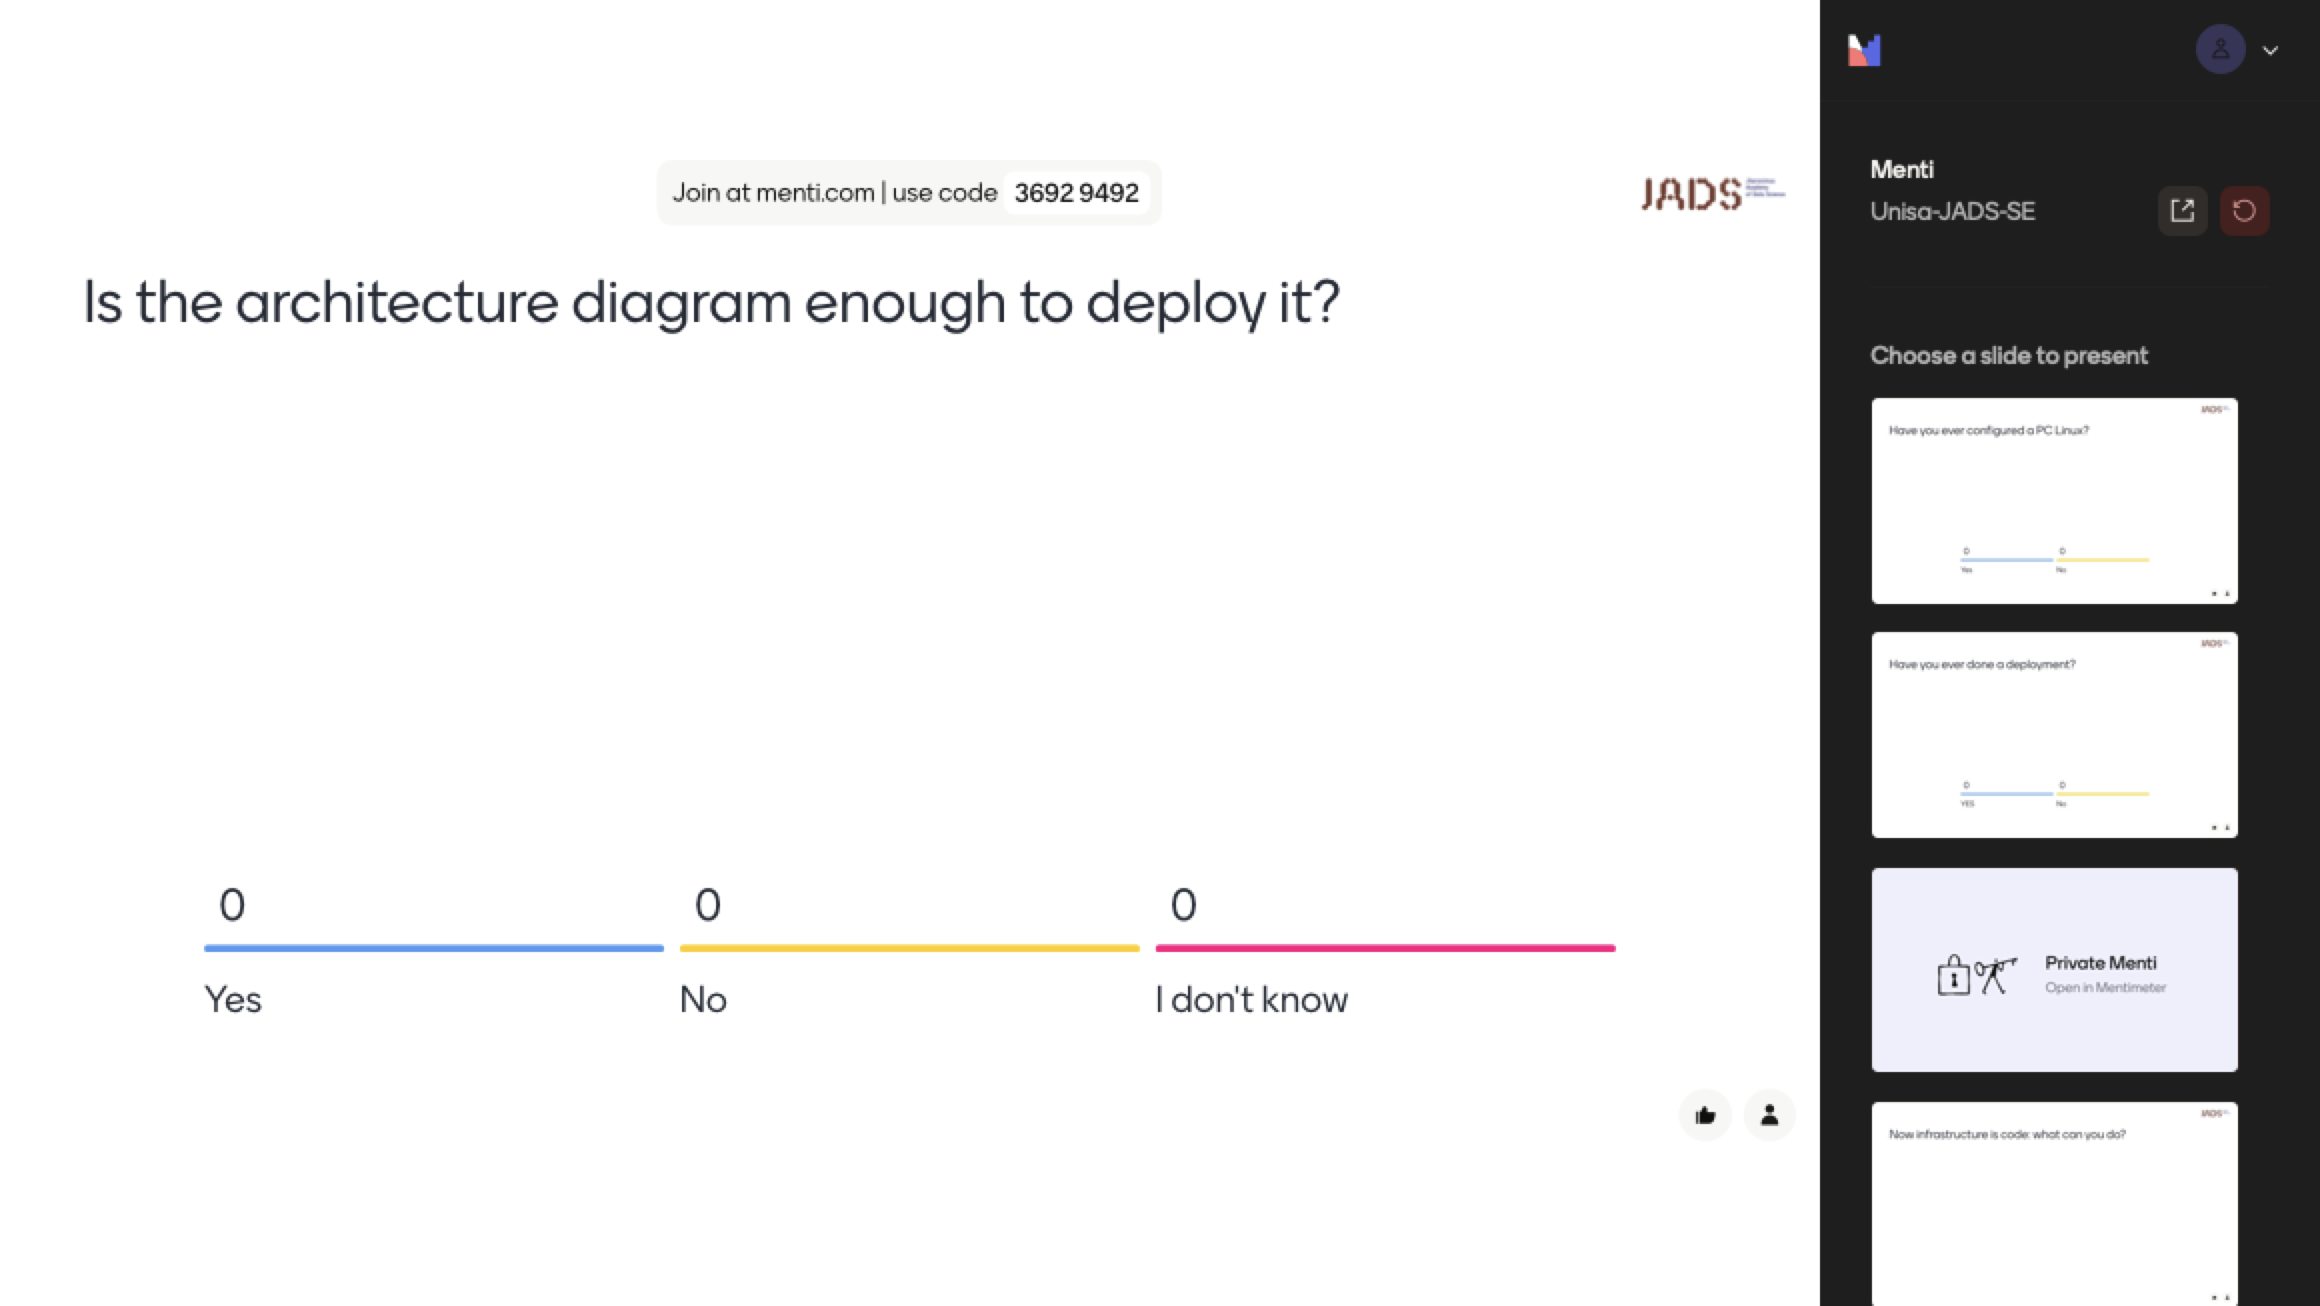 Join at menti.com | use code 3692 9492
JADS
Is the architecture diagram enough to deploy it?
0
0
0
Yes
No
I don't know
Menti
Unisa-JADS-SE
Choose a slide to present
JADS
Have you ever configured a PC Linux?
0
0
Yes
No
JADS
Have you ever done a deployment?
0
0
YES
No
Private Menti
Open in Mentimeter
JADS
Now infrastructure is code: what can you do?